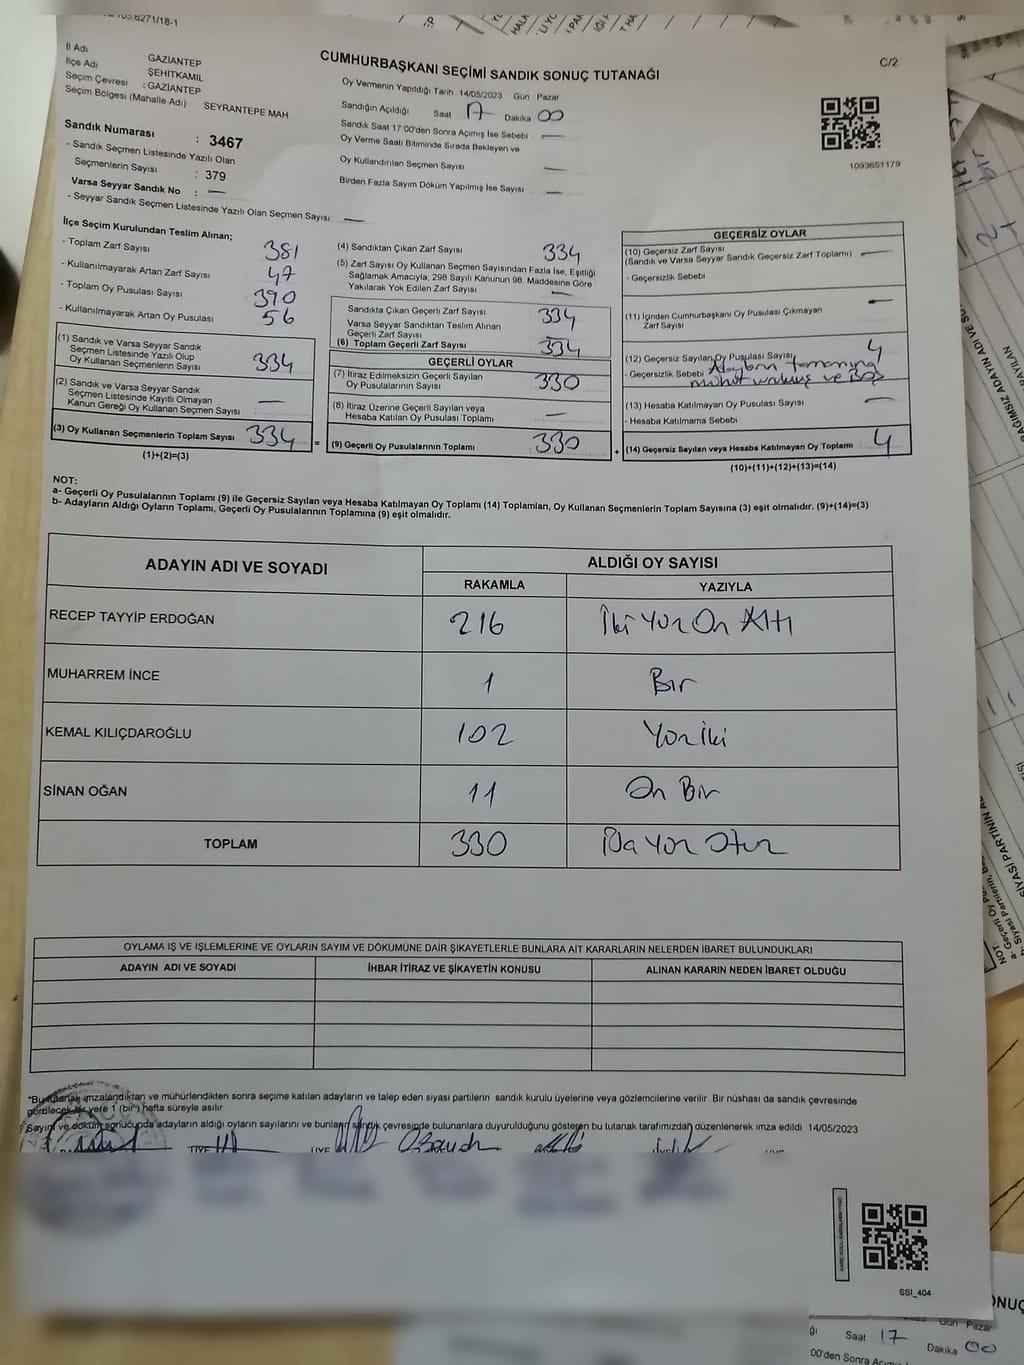 CUMHURBAŞKANI SEÇİMİ SANDIK SONUÇ TUTANAĞI
C/2
İl Adı GAZİANTEP
İlçe Adı ŞEHİTKAMİL
Seçim Çevresi : GAZİANTEP
Seçim Bölgesi (Mahalle Adı) SEYRANTEPE MAH
Sandık Numarası : 3467
- Sandık Seçmen Listesinde Yazılı Olan
Seçmenlerin Sayısı : 379
Varsa Seyyar Sandık No : —
- Seyyar Sandık Seçmen Listesinde Yazılı Olan Seçmen Sayısı: —
Oy Vermenin Yapıldığı Tarih 14/05/2023 Gün Pazar
Sandığın Açıldığı Saat 17 Dakika 00
Sandık Saat 17:00'den Sonra Açımış İse Sebebi —
Oy Verme Saati Bitiminde Sırada Bekleyen ve
Oy Kullandırılan Seçmen Sayısı —
Birden Fazla Sayım Döküm Yapılmış İse Sayısı —
1093651179
İlçe Seçim Kurulundan Teslim Alınan;
- Toplam Zarf Sayısı 381
- Kullanılmayarak Artan Zarf Sayısı 47
- Toplam Oy Pusulası Sayısı 390
- Kullanılmayarak Artan Oy Pusulası 56
(1) Sandık ve Varsa Seyyar Sandık
Seçmen Listesinde Yazılı Olup
Oy Kullanan Seçmenlerin Sayısı 334
(2) Sandık ve Varsa Seyyar Sandık
Seçmen Listesinde Kayıtlı Olmayan
Kanun Gereği Oy Kullanan Seçmen Sayısı : —
(3) Oy Kullanan Seçmenlerin Toplam Sayısı 334 =
(1)+(2)=(3)
(4) Sandıktan Çıkan Zarf Sayısı 334
(5) Zarf Sayısı Oy Kullanan Seçmen Sayısından Fazla İse, Eşitliği
Sağlamak Amacıyla, 298 Sayılı Kanunun 98. Maddesine Göre
Yakılarak Yok Edilen Zarf Sayısı —
Sandıkta Çıkan Geçerli Zarf Sayısı 334
Varsa Seyyar Sandıktan Teslim Alınan
Geçerli Zarf Sayısı
(6) Toplam Geçerli Zarf Sayısı 334
GEÇERLİ OYLAR
(7) İtiraz Edilmeksizin Geçerli Sayılan
Oy Pusulalarının Sayısı 330
(8) İtiraz Üzerine Geçerli Sayılan veya
Hesaba Katılan Oy Pusulası Toplamı —
(9) Geçerli Oy Pusulalarının Toplamı : 330 +
GEÇERSİZ OYLAR
(10) Geçersiz Zarf Sayısı
(Sandık ve Varsa Seyyar Sandık Geçersiz Zarf Toplamı) —
- Geçersizlik Sebebi
(11) İçinden Cumhurbaşkanı Oy Pusulası Çıkmayan
Zarf Sayısı —
(12) Geçersiz Sayılan Oy Pusulası Sayısı 4
- Geçersizlik Sebebi
ve Boş
(13) Hesaba Katılmayan Oy Pusulası Sayısı —
- Hesaba Katılmama Sebebi
(14) Geçersiz Sayılan veya Hesaba Katılmayan Oy Toplamı : 4
(10)+(11)+(12)+(13)=(14)
NOT:
a- Geçerli Oy Pusulalarının Toplamı (9) ile Geçersiz Sayılan veya Hesaba Katılmayan Oy Toplamı (14) Toplamları, Oy Kullanan Seçmenlerin Toplam Sayısına (3) eşit olmalıdır. (9)+(14)=(3)
b- Adayların Aldığı Oyların Toplamı, Geçerli Oy Pusulalarının Toplamına (9) eşit olmalıdır.
ADAYIN ADI VE SOYADI ALDIĞI OY SAYISI
RAKAMLA YAZIYLA
RECEP TAYYİP ERDOĞAN 216 İki Yüz On Altı
MUHARREM İNCE 1 Bir
KEMAL KILIÇDAROĞLU 102 Yüz İki
SİNAN OĞAN 11 On Bir
TOPLAM 330
OYLAMA İŞ VE İŞLEMLERİNE VE OYLARIN SAYIM VE DÖKÜMÜNE DAİR ŞİKAYETLERLE BUNLARA AİT KARARLARIN NELERDEN İBARET BULUNDUKLARI
ADAYIN ADI VE SOYADI İHBAR İTİRAZ VE ŞİKAYETİN KONUSU ALINAN KARARIN NEDEN İBARET OLDUĞU
*Bu tutanak imzalandıktan ve mühürlendikten sonra seçime katılan adayların ve talep eden siyasi partilerin sandık kurulu üyelerine veya gözlemcilerine verilir. Bir nüshası da sandık çevresinde
görülecek bir yere 1 (bir) hafta süreyle asılır.
Sayım ve döküm sonucunda adayların aldığı oyların sayılarını ve bunların sandık çevresinde bulunanlara duyurulduğunu gösteren bu tutanak tarafımızdan düzenlenerek imza edildi. 14/05/2023
SSI_404
Gün Pazar
Saat 17 Dakika 00